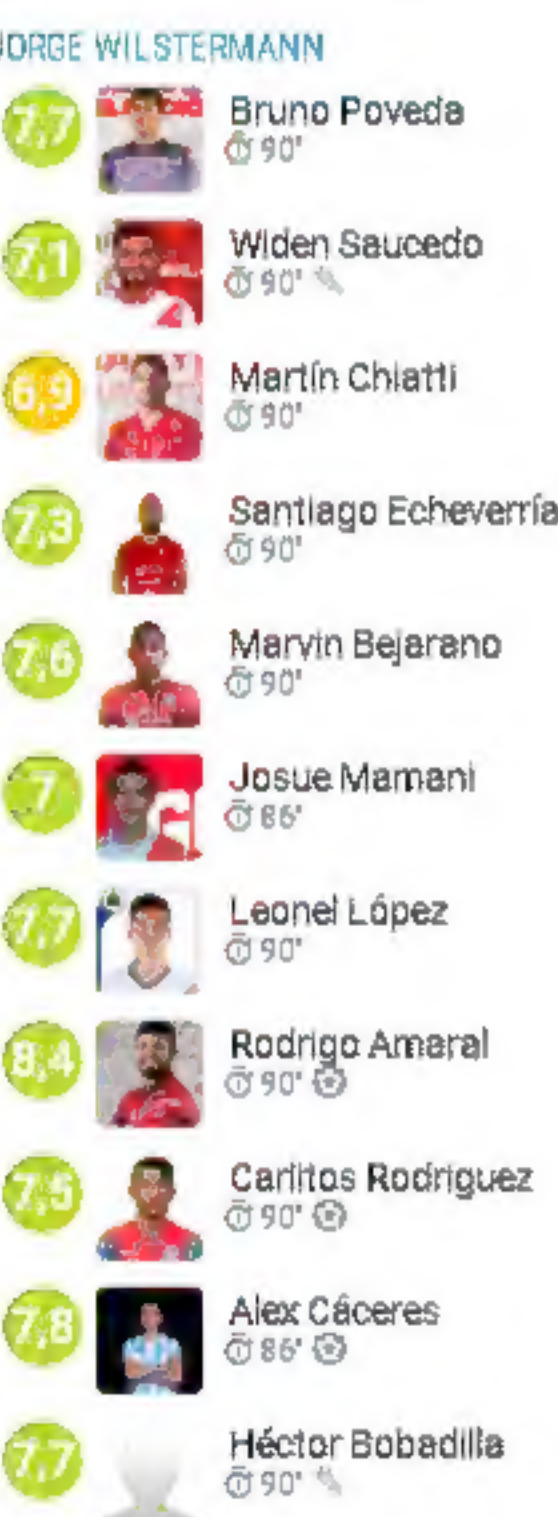 JORGE WILSTERMANN
7,7
Bruno Poveda
90'
7,1
Widen Saucedo
90'
6,9
Martín Chiatti
90'
7,3
Santiago Echeverría
90'
7,6
Marvin Bejarano
90'
7
Josue Mamani
86'
7,7
Leonel López
90'
8,4
Rodrigo Amaral
90'
7,5
Carlitos Rodriguez
90'
7,8
Alex Cáceres
86'
7,7
Héctor Bobadilla
90'